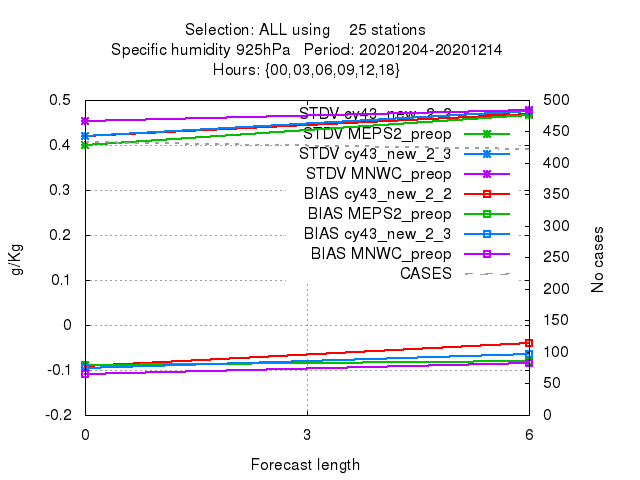 Selection: ALL using 25 stations
Specific humidity 925hPa Period: 20201204-20201214
Hours: {00,03,06,09,12,18}
0.5
0.4
0.3
0.2
0.1
0
-0.1
-0.2
g/Kg
STDV cy43_new_2_2
STDV MEPS2_preop
STDV cy43_new_2_3
STDV MNWC_preop
BIAS cy43_new_2_2
BIAS MEPS2_preop
BIAS cy43_new_2_3
BIAS MNWC_preop
CASES
500
450
400
350
300
250
200
150
100
50
0
No cases
0 3 6
Forecast length